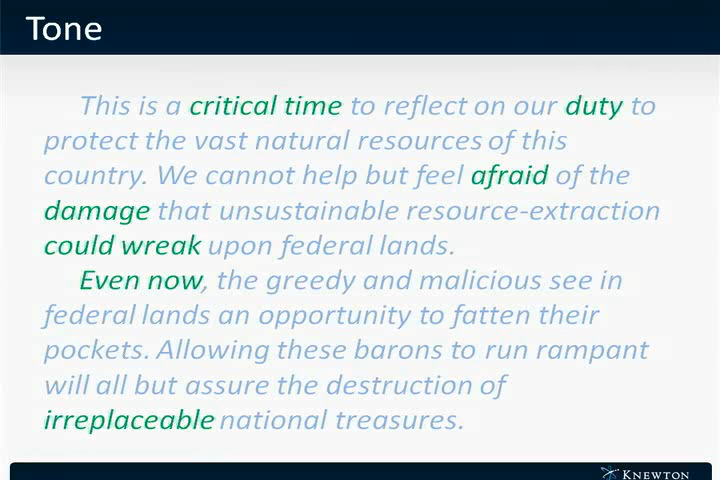 Tone
This is a critical time to reflect on our duty to
protect the vast natural resources of this
country. We cannot help but feel afraid of the
damage that unsustainable resource-extraction
could wreak upon federal lands.
Even now, the greedy and malicious see in
federal lands an opportunity to fatten their
pockets. Allowing these barons to run rampant
will all but assure the destruction of
irreplaceable national treasures.
KNEWTON